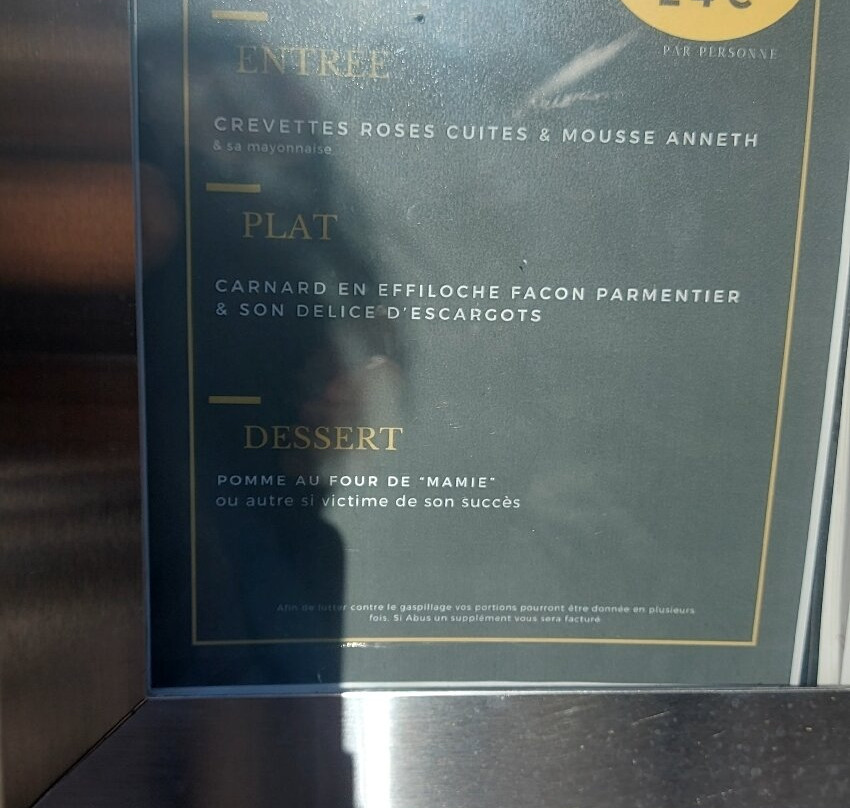 PAR PERSONNE
ENTREE
CREVETTES ROSES CUITES & MOUSSE ANNETH
& sa mayonnaise
PLAT
CARNARD EN EFFILOCHE FACON PARMENTIER
& SON DELICE D'ESCARGOTS
DESSERT
POMME AU FOUR DE "MAMIE"
ou autre si victime de son succès
Afin de lutter contre le gaspillage vos portions pourront être donnée en plusieurs
fois. Si Abus un supplément vous sera facturé